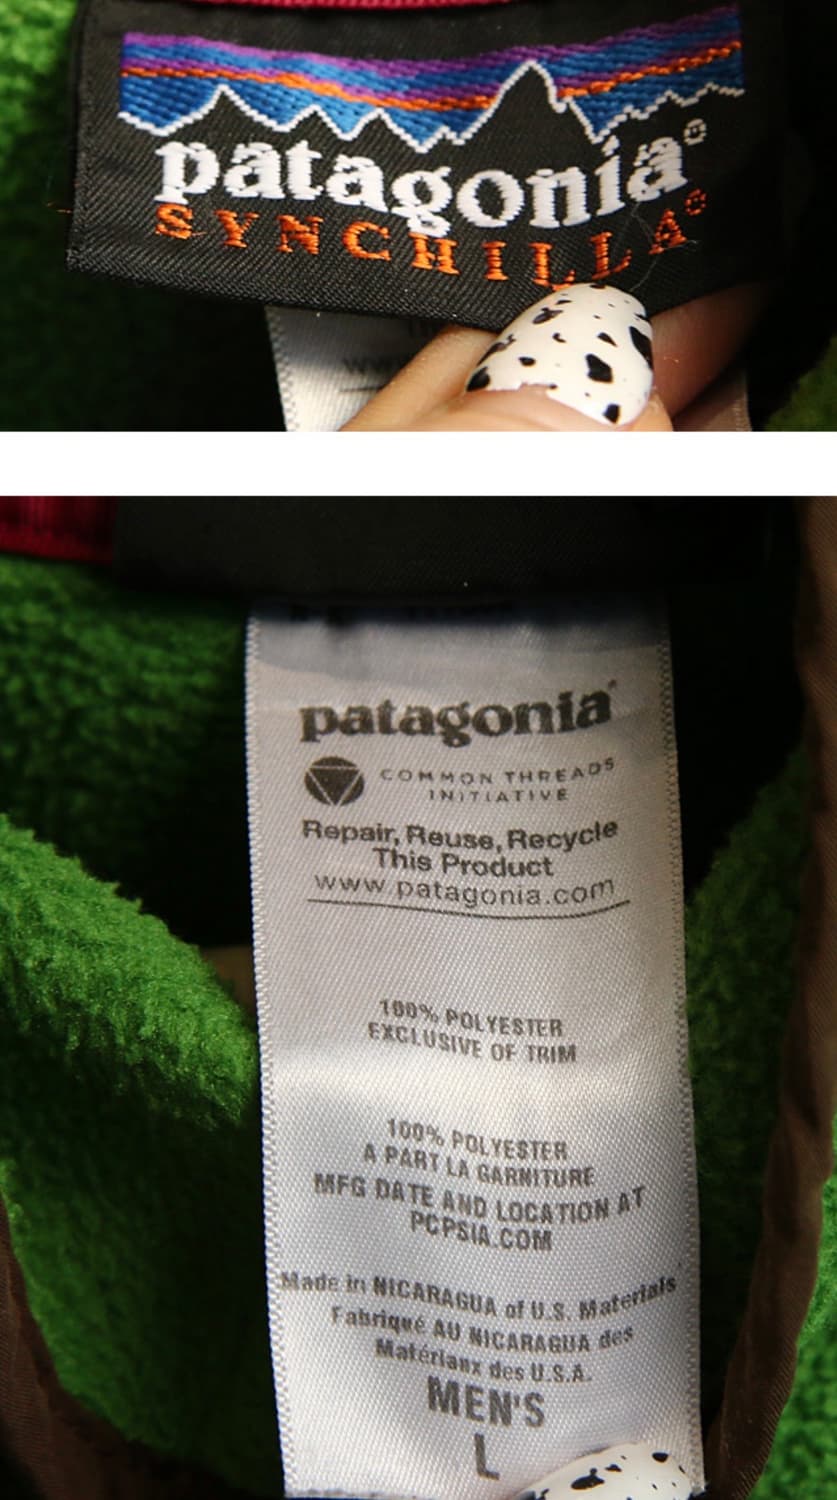 patagonia®
SYNCHILLA®
patagonia
COMMON THREADS
INITIATIVE
Repair, Reuse, Recycle
This Product
www.patagonia.com
100% POLYESTER
EXCLUSIVE OF TRIM
100% POLYESTER
A PART LA GARNITURE
MFG DATE AND LOCATION AT
PCPSIA.COM
Made in NICARAGUA of U.S. Materials
Fabriqué AU NICARAGUA des
Matériaux des U.S.A.
MEN'S
L